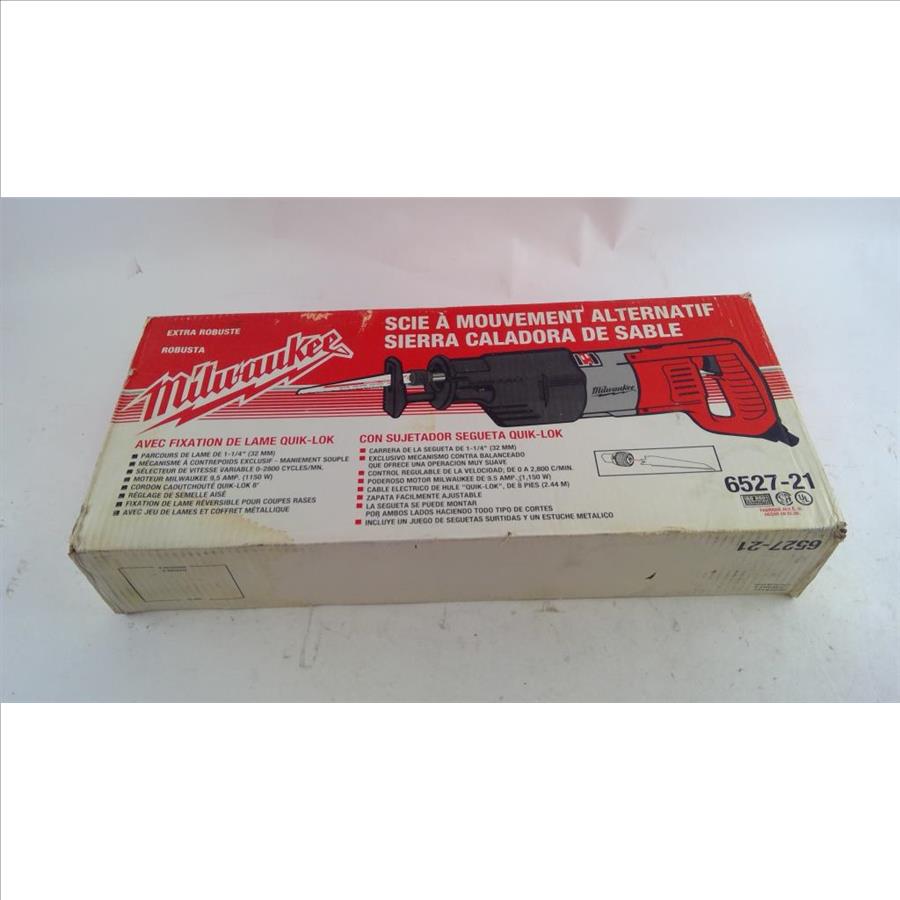 EXTRA ROBUSTE
ROBUSTA
Milwaukee
SCIE À MOUVEMENT ALTERNATIF
SIERRA CALADORA DE SABLE
Milwaukee
AVEC FIXATION DE LAME QUIK-LOK
PARCOURS DE LAME DE 1-1/4" (32 MM)
MÉCANISME À CONTREPOIDS EXCLUSIF - MANIEMENT SOUPLE
SÉLECTEUR DE VITESSE VARIABLE 0-2800 CYCLES/MN.
MOTEUR MILWAUKEE 9,5 AMP. (1150 W)
CORDON CAOUTCHOUTÉ QUIK-LOK 8'
RÉGLAGE DE SEMELLE AISÉ
FIXATION DE LAME RÉVERSIBLE POUR COUPES RASES
AVEC JEU DE LAMES ET COFFRET MÉTALLIQUE
CON SUJETADOR SEGUETA QUIK-LOK
CARRERA DE LA SEGUETA DE 1-1/4" (32 MM)
EXCLUSIVO MECANISMO CONTRA BALANCEADO
QUE OFRECE UNA OPERACION MUY SUAVE
CONTROL REGULABLE DE LA VELOCIDAD; DE 0 A 2,800 C/MIN.
PODEROSO MOTOR MILWAUKEE DE 9.5 AMP. (1,150 W)
CABLE ELECTRICO DE HULE "QUIK-LOK", DE 8 PIES (2.44 M)
ZAPATA FACILMENTE AJUSTABLE
LA SEGUETA SE PUEDE MONTAR
POR AMBOS LADOS HACIENDO TODO TIPO DE CORTES
INCLUYE UN JUEGO DE SEGUETAS SURTIDAS Y UN ESTUCHE METALICO
6527-21
UL
6527-21